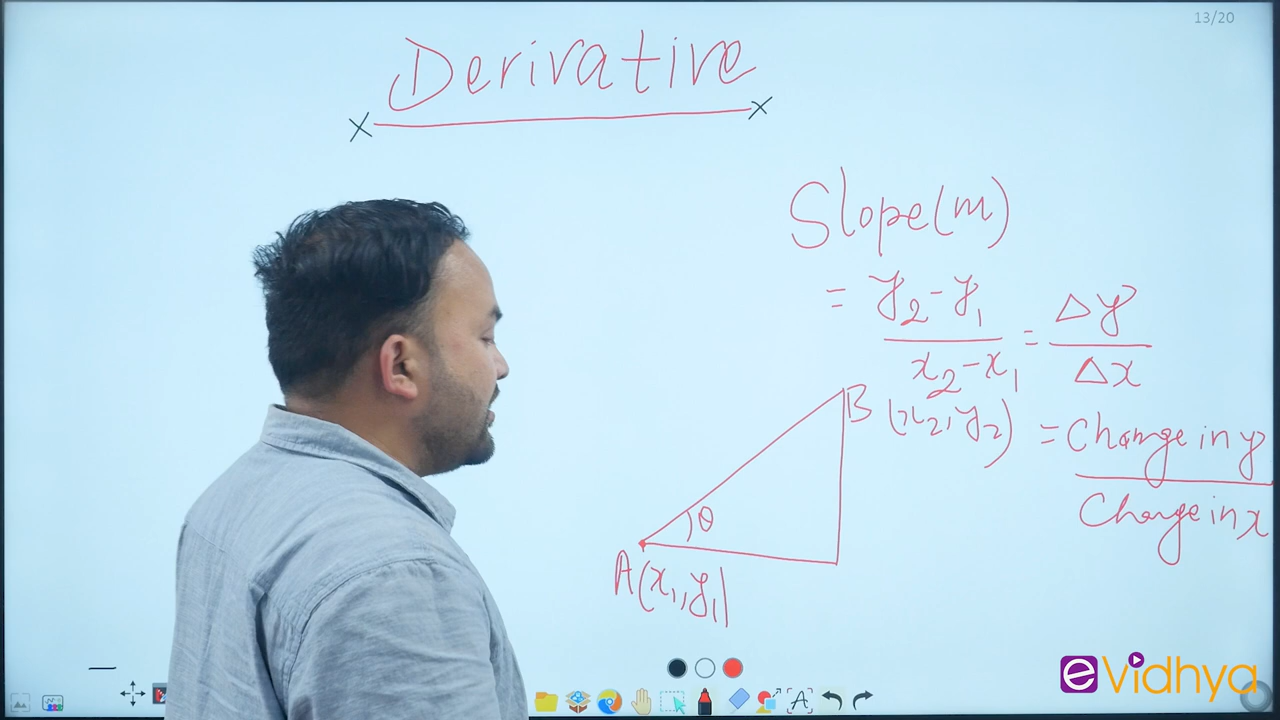 13/20
Derivative
Slope(m)
= y₂ - y₁ / x₂ - x₁ = Δy / Δx
B (x₂, y₂)
= Change in y / Change in x
θ
A(x₁, y₁)
eVidhya